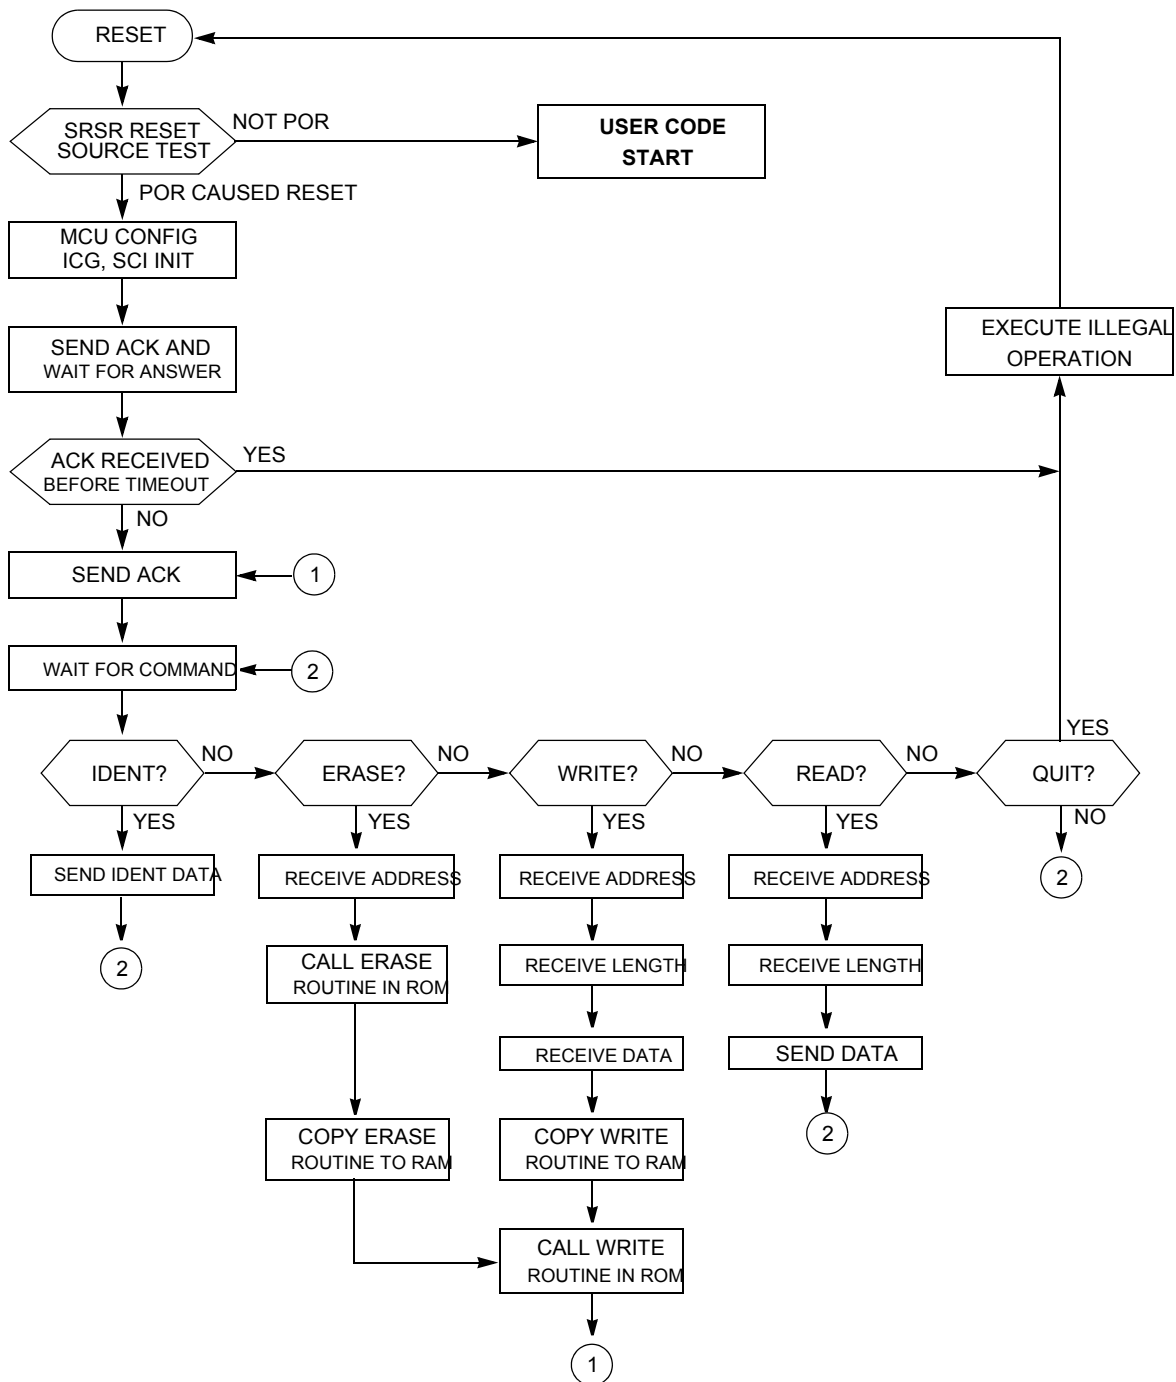 RESET
SRSR RESET
SOURCE TEST
NOT POR
USER CODE
START
POR CAUSED RESET
MCU CONFIG
ICG, SCI INIT
SEND ACK AND
WAIT FOR ANSWER
EXECUTE ILLEGAL
OPERATION
ACK RECEIVED
BEFORE TIMEOUT
YES
NO
SEND ACK
1
WAIT FOR COMMAND
2
IDENT?
NO
ERASE?
NO
WRITE?
NO
READ?
NO
QUIT?
YES
YES
YES
YES
YES
NO
SEND IDENT DATA
RECEIVE ADDRESS
RECEIVE ADDRESS
RECEIVE ADDRESS
2
2
CALL ERASE
ROUTINE IN ROM
RECEIVE LENGTH
RECEIVE LENGTH
RECEIVE DATA
SEND DATA
COPY ERASE
ROUTINE TO RAM
COPY WRITE
ROUTINE TO RAM
2
CALL WRITE
ROUTINE IN ROM
1